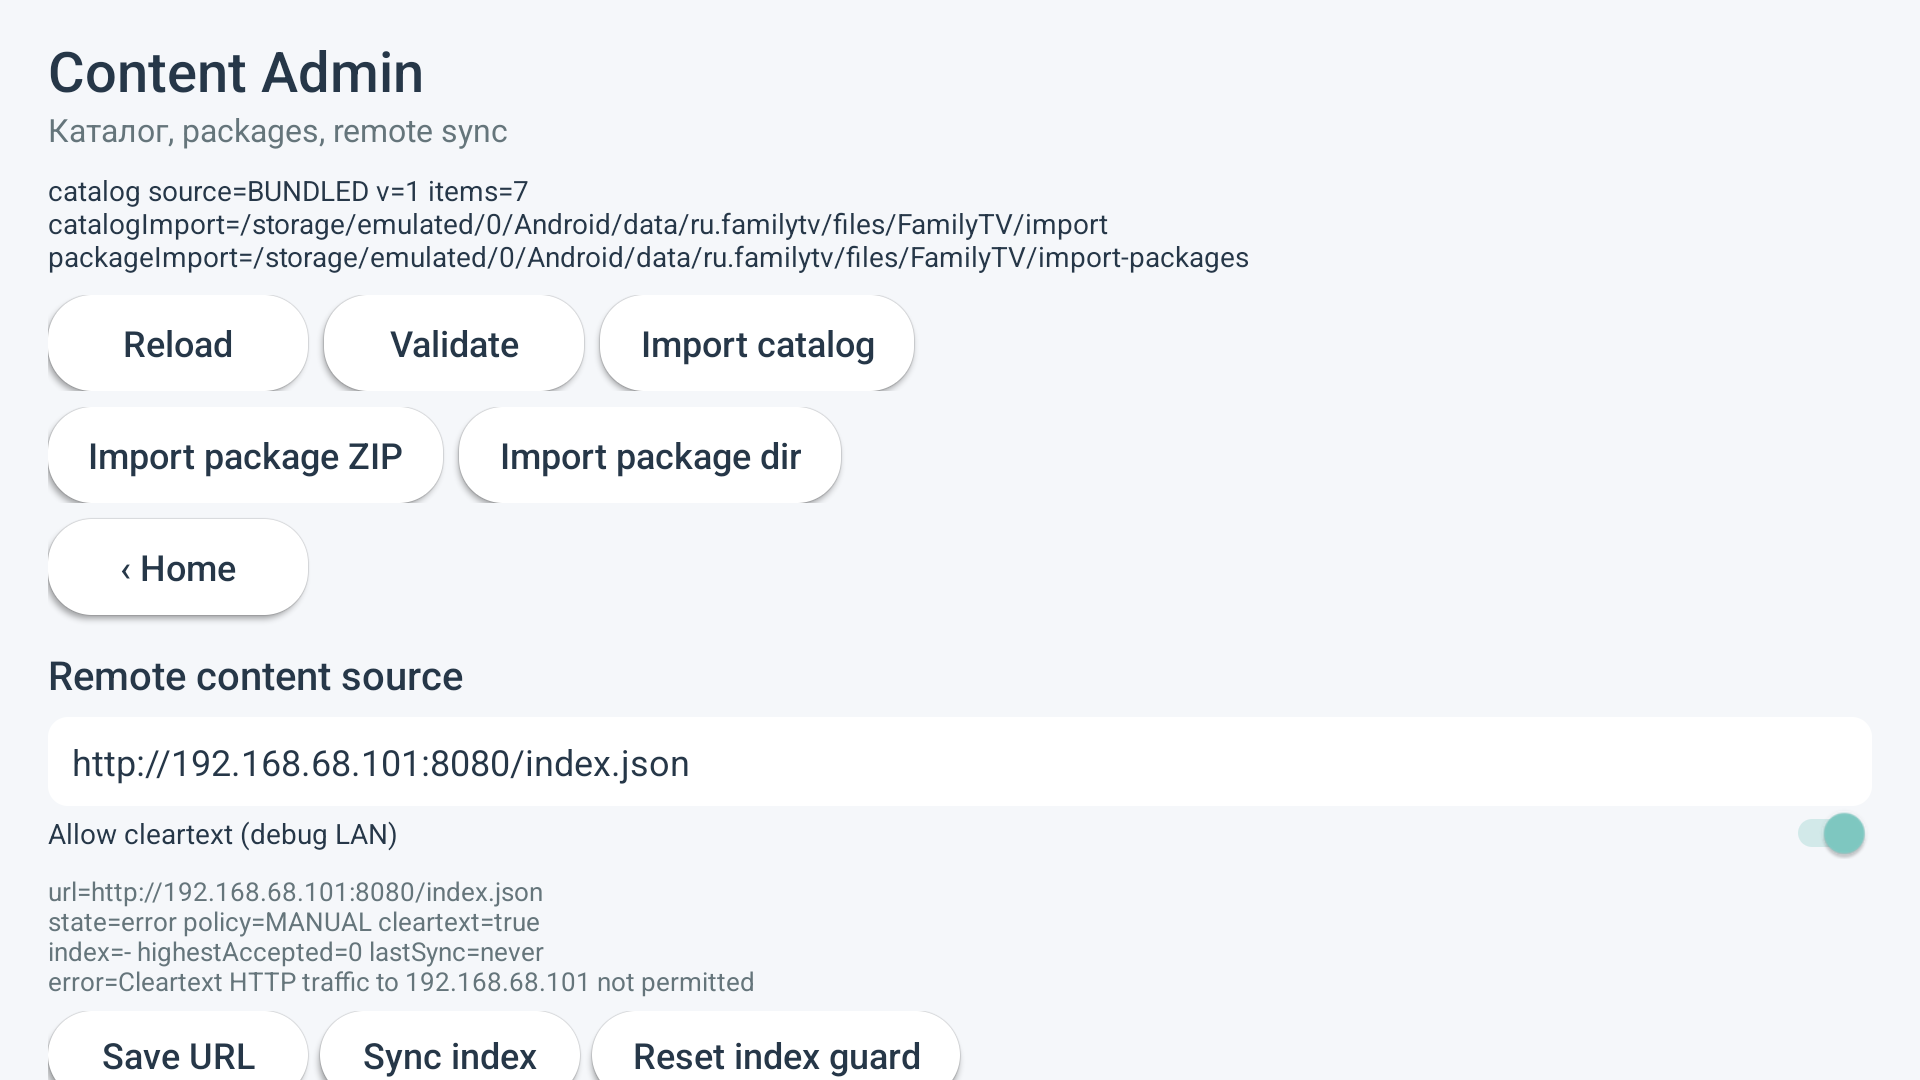 Content Admin
Каталог, packages, remote sync
catalog source=BUNDLED v=1 items=7
catalogImport=/storage/emulated/0/Android/data/ru.familytv/files/FamilyTV/import
packageImport=/storage/emulated/0/Android/data/ru.familytv/files/FamilyTV/import-packages
Reload Validate Import catalog
Import package ZIP Import package dir
‹ Home
Remote content source
http://192.168.68.101:8080/index.json
Allow cleartext (debug LAN)
url=http://192.168.68.101:8080/index.json
state=error policy=MANUAL cleartext=true
index=- highestAccepted=0 lastSync=never
error=Cleartext HTTP traffic to 192.168.68.101 not permitted
Save URL Sync index Reset index guard